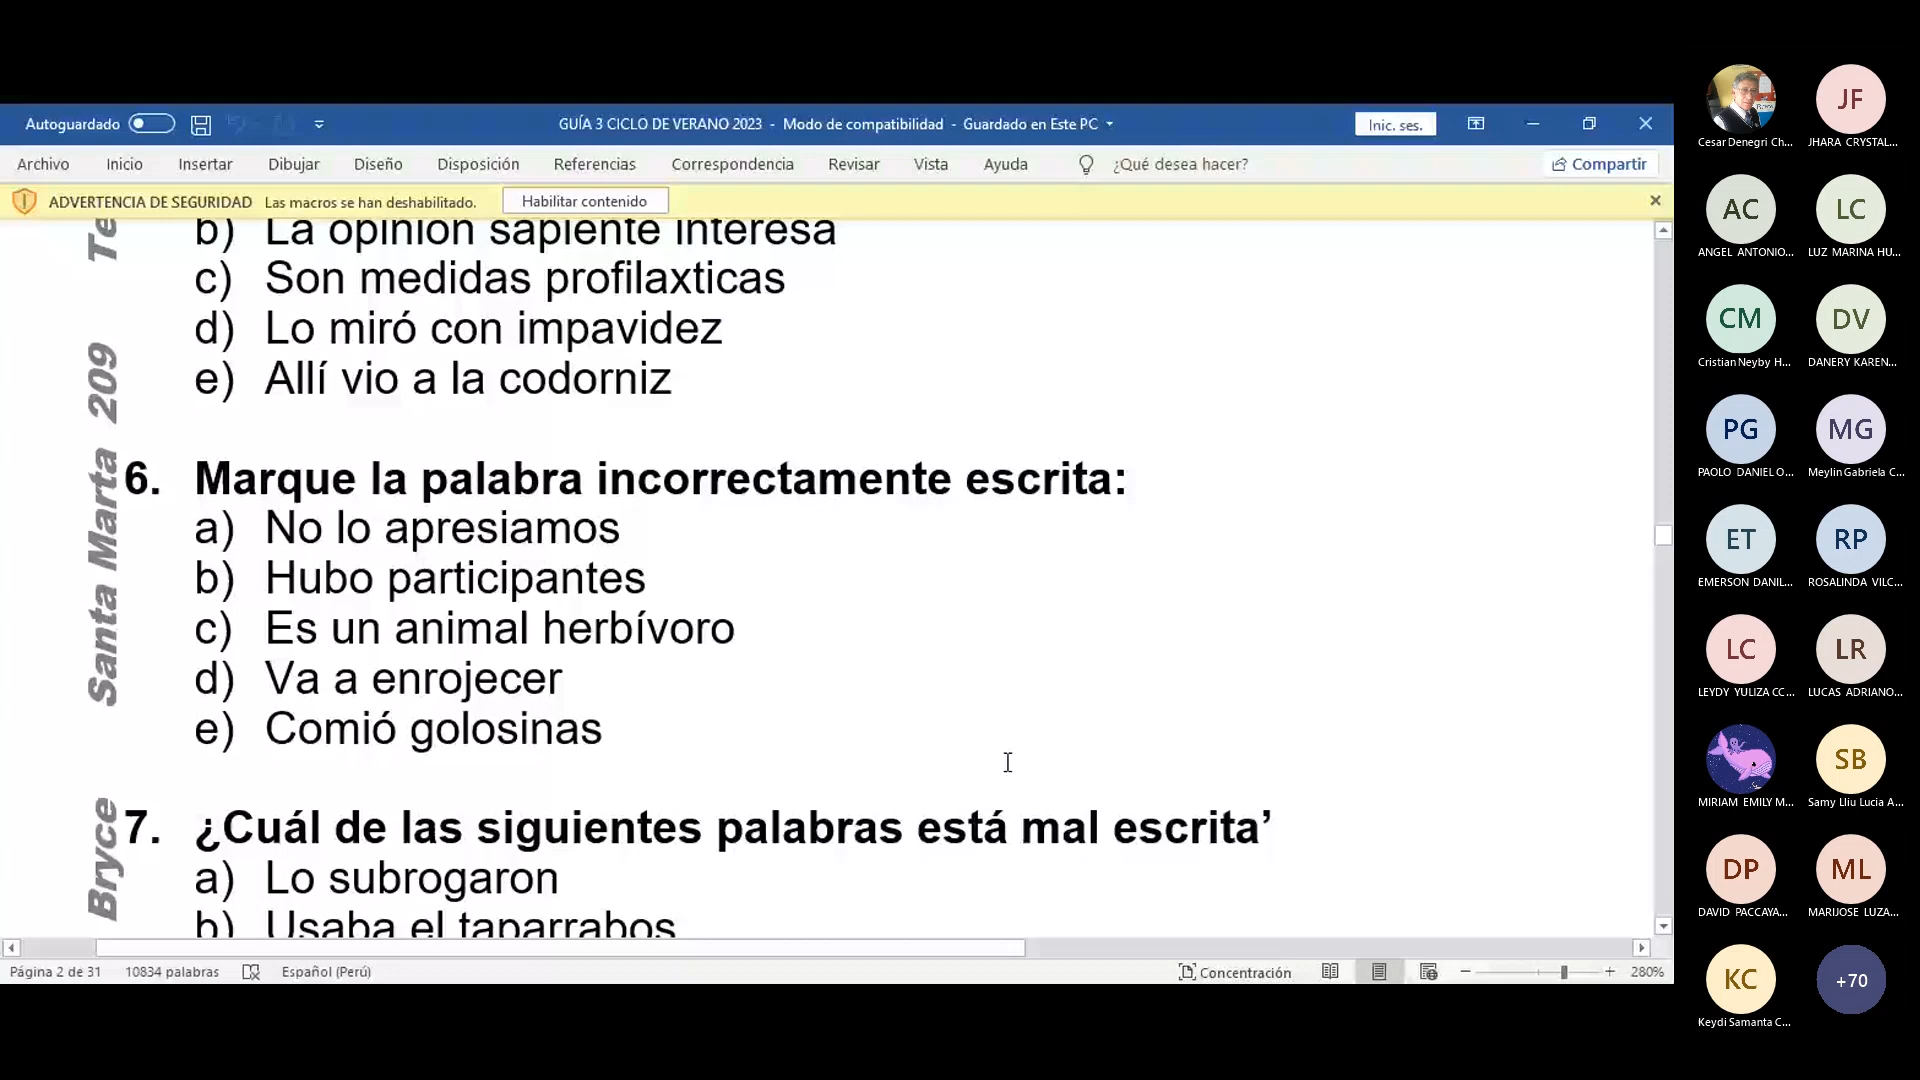 Autoguardado
GUÍA 3 CICLO DE VERANO 2023 - Modo de compatibilidad - Guardado en Este PC
Inic. ses.
Archivo Inicio Insertar Dibujar Diseño Disposición Referencias Correspondencia Revisar Vista Ayuda ¿Qué desea hacer? Compartir
ADVERTENCIA DE SEGURIDAD Las macros se han deshabilitado. Habilitar contenido
b) La opinión sapiente interesa
c) Son medidas profilaxticas
d) Lo miró con impavidez
e) Allí vio a la codorniz
6. Marque la palabra incorrectamente escrita:
a) No lo apresiamos
b) Hubo participantes
c) Es un animal herbívoro
d) Va a enrojecer
e) Comió golosinas
7. ¿Cuál de las siguientes palabras está mal escrita’
a) Lo subrogaron
b) Usaba el taparrabos
Bryce Santa Marta 209 Te
Página 2 de 31 10834 palabras Español (Perú) Concentración 280%
JF
Cesar Denegri Ch... JHARA CRYSTAL...
AC LC
ANGEL ANTONIO... LUZ MARINA HU...
CM DV
Cristian Neyby H... DANERY KAREN...
PG MG
PAOLO DANIEL O... Meylin Gabriela C...
ET RP
EMERSON DANIL... ROSALINDA VILC...
LC LR
LEYDY YULIZA CC... LUCAS ADRIANO...
SB
MIRIAM EMILY M... Samy Lliu Lucia A...
DP ML
DAVID PACCAYA... MARIJOSE LUZA...
KC +70
Keydi Samanta C...